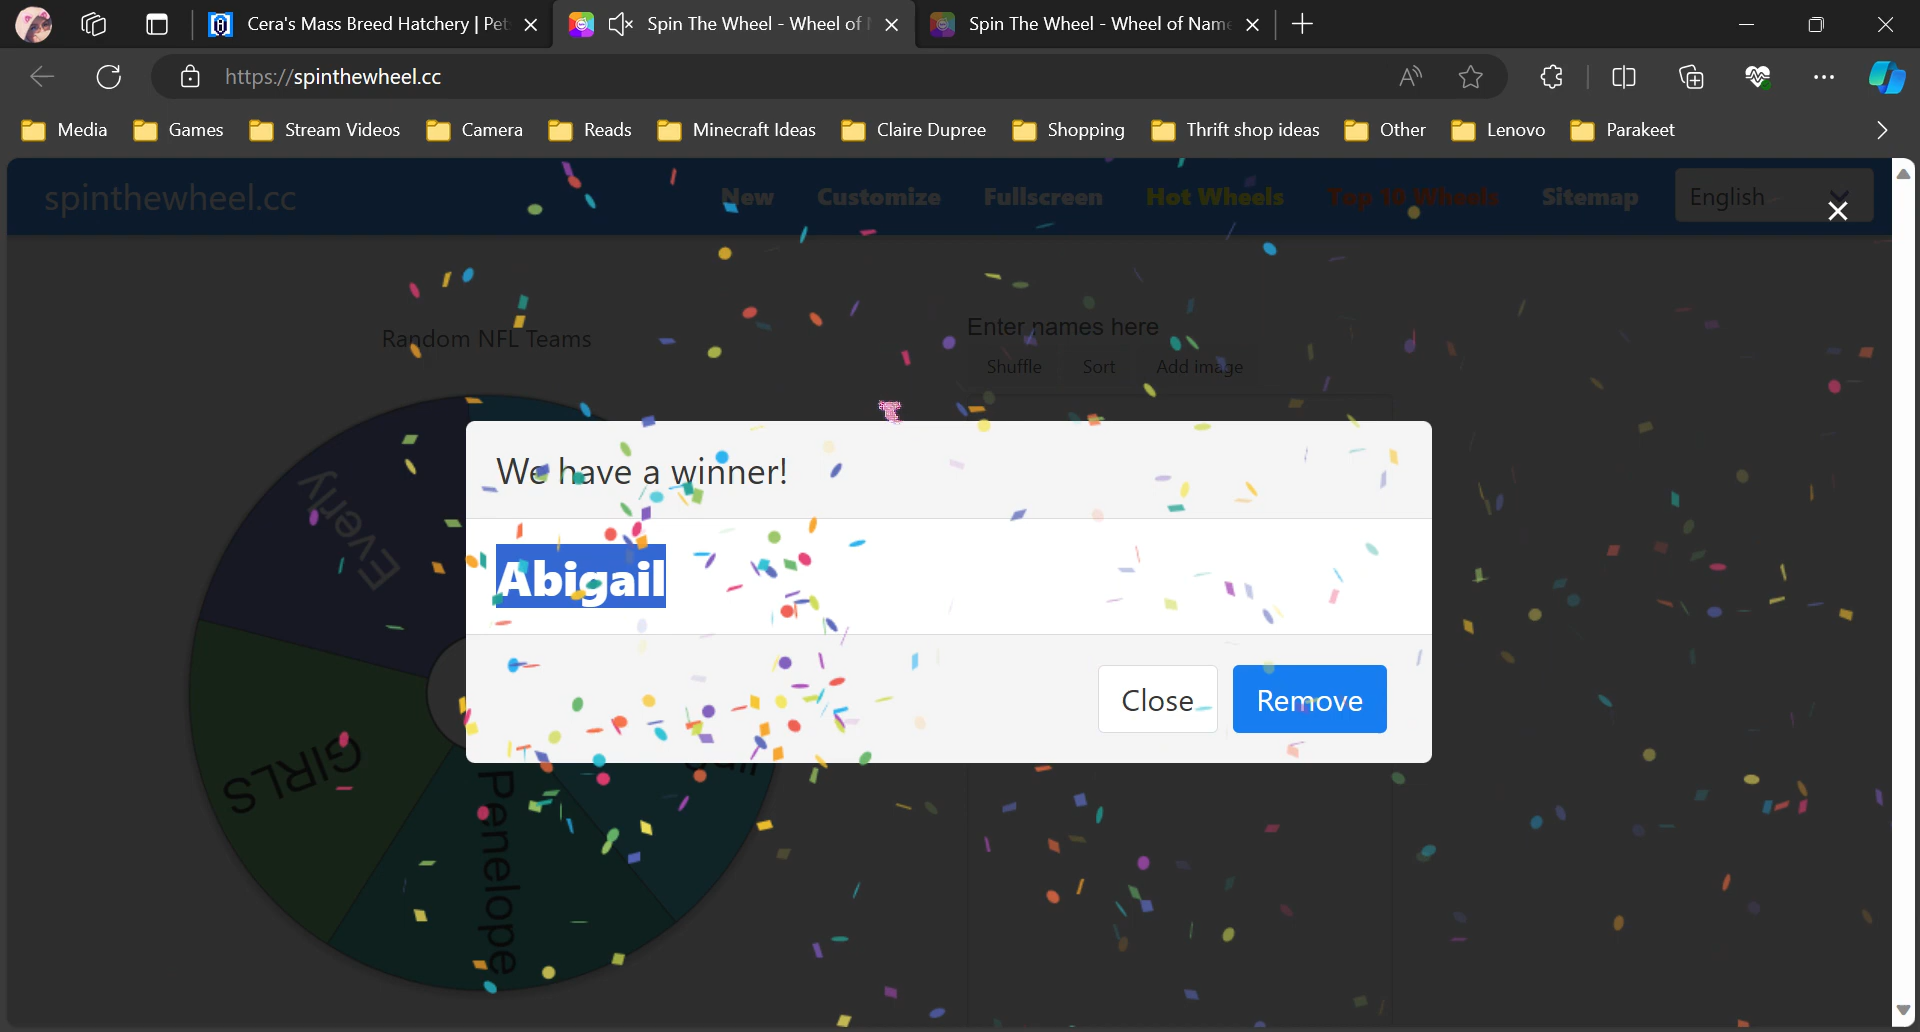 Cera's Mass Breed Hatchery | Pet
Spin The Wheel - Wheel of N
Spin The Wheel - Wheel of Name
https://spinthewheel.cc
Media
Games
Stream Videos
Camera
Reads
Minecraft Ideas
Claire Dupree
Shopping
Thrift shop ideas
Other
Lenovo
Parakeet
spinthewheel.cc
New
Customize
Fullscreen
Hot Wheels
Top 10 Wheels
Sitemap
English
Random NFL Teams
Enter names here
Shuffle
Sort
Add image
We have a winner!
Abigail
Close
Remove
Everly
GIRLS
Penelope